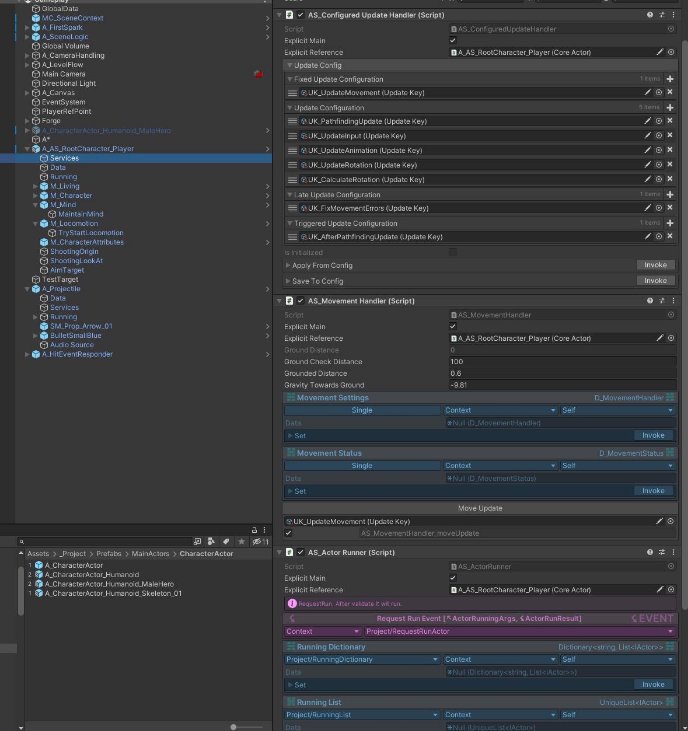 Gameplay
GlobalData
MC_SceneContext
A_FirstSpark
A_SceneLogic
Global Volume
A_CameraHandling
A_LevelFlow
Main Camera
Directional Light
A_Canvas
EventSystem
PlayerRefPoint
Forge
A_CharacterActor_Humanoid_MaleHero
A*
A_AS_RootCharacter_Player
Services
Data
Running
M_Living
M_Character
M_Mind
MaintainMind
M_Locomotion
TryStartLocomotion
M_CharacterAttributes
ShootingOrigin
ShootingLookAt
AimTarget
TestTarget
A_Projectile
Data
Services
Running
SM_Prop_Arrow_01
BulletSmallBlue
Audio Source
A_HitEventResponder
11
Assets > _Project > Prefabs > MainActors > CharacterActor
1 A_CharacterActor
2 A_CharacterActor_Humanoid
2 A_CharacterActor_Humanoid_MaleHero
1 A_CharacterActor_Humanoid_Skeleton_01
AS_Configured Update Handler (Script)
Script AS_ConfiguredUpdateHandler
Explicit Main
Explicit Reference A_AS_RootCharacter_Player (Core Actor)
Update Config
Fixed Update Configuration 1 items
UK_UpdateMovement (Update Key)
Update Configuration 5 items
UK_PathfindingUpdate (Update Key)
UK_UpdateInput (Update Key)
UK_UpdateAnimation (Update Key)
UK_UpdateRotation (Update Key)
UK_CalculateRotation (Update Key)
Late Update Configuration 1 items
UK_FixMovementErrors (Update Key)
Triggered Update Configuration 1 items
UK_AfterPathfindingUpdate (Update Key)
Is Initialized
Apply From Config Invoke
Save To Config Invoke
AS_Movement Handler (Script)
Script AS_MovementHandler
Explicit Main
Explicit Reference A_AS_RootCharacter_Player (Core Actor)
Ground Distance 0
Ground Check Distance 100
Grounded Distance 0.6
Gravity Towards Ground -9.81
Movement Settings D_MovementHandler
Single Context Self
Data Null (D_MovementHandler)
Set Invoke
Movement Status D_MovementStatus
Single Context Self
Data Null (D_MovementStatus)
Set Invoke
Move Update
UK_UpdateMovement (Update Key)
AS_MovementHandler.moveUpdate
AS_Actor Runner (Script)
Script AS_ActorRunner
Explicit Main
Explicit Reference A_AS_RootCharacter_Player (Core Actor)
RequestRun. After validate it will run.
Request Run Event [↖ActorRunningArgs, ↙ActorRunResult] EVENT
Context Project/RequestRunActor
Running Dictionary Dictionary<string, List<IActor>>
Project/RunningDictionary Context Self
Data Null (Dictionary<string, List<IActor>>)
Set Invoke
Running List UniqueList<IActor>
Project/RunningList Context Self
Data Null (UniqueList<IActor>)